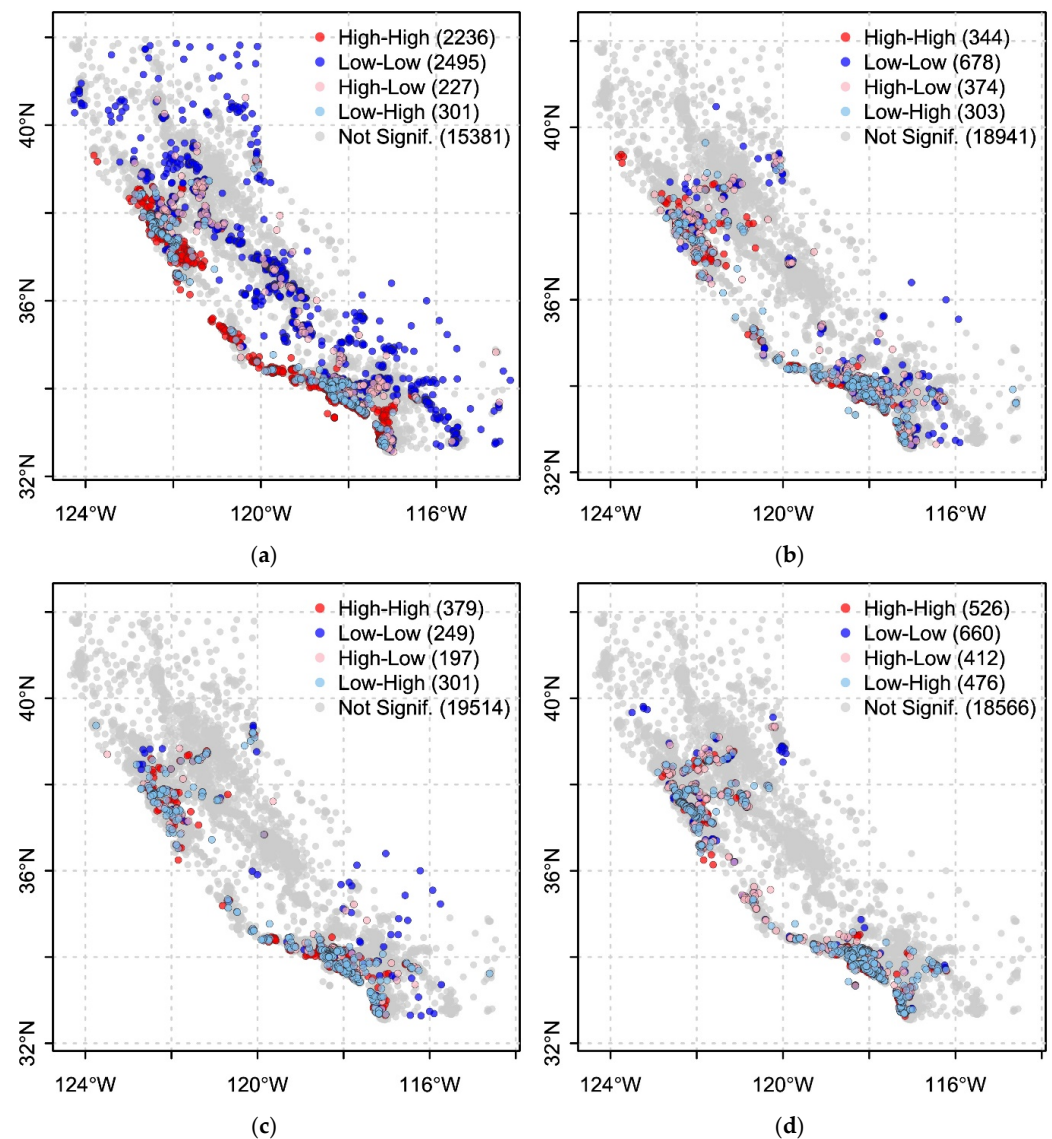 High-High (2236)
Low-Low (2495)
High-Low (227)
Low-High (301)
Not Signif. (15381)
40°N
36°N
32°N
124°W 120°W 116°W
(a)
High-High (344)
Low-Low (678)
High-Low (374)
Low-High (303)
Not Signif. (18941)
40°N
36°N
32°N
124°W 120°W 116°W
(b)
High-High (379)
Low-Low (249)
High-Low (197)
Low-High (301)
Not Signif. (19514)
40°N
36°N
32°N
124°W 120°W 116°W
(c)
High-High (526)
Low-Low (660)
High-Low (412)
Low-High (476)
Not Signif. (18566)
40°N
36°N
32°N
124°W 120°W 116°W
(d)